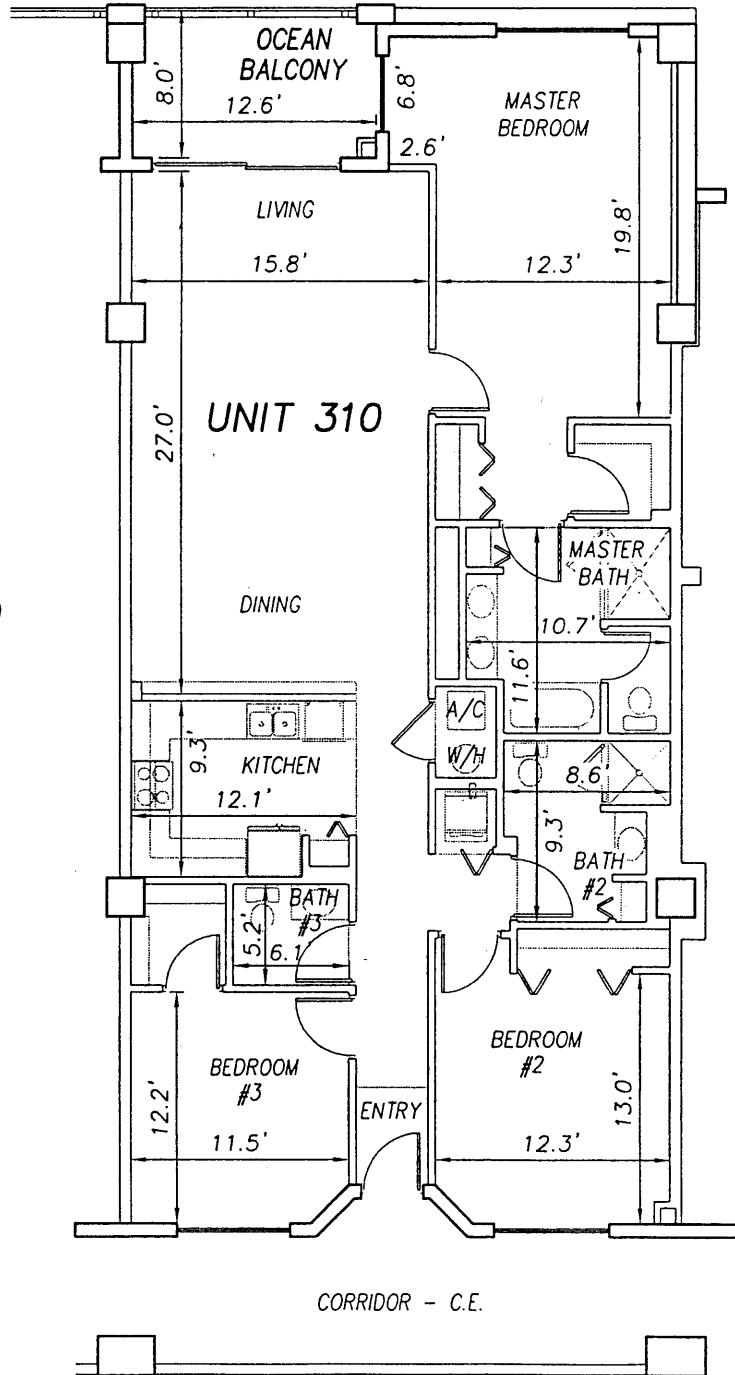 OCEAN
BALCONY
8.0'
12.6'
6.8'
MASTER
BEDROOM
2.6'
LIVING
15.8'
12.3'
19.8'
27.0'
UNIT 310
DINING
MASTER
BATH
10.7'
11.6'
A/C
W/H
KITCHEN
9.3'
12.1'
8.6'
9.3'
BATH
#2
BATH
#3
5.2'
6.1'
BEDROOM
#3
12.2'
11.5'
ENTRY
BEDROOM
#2
13.0'
12.3'
CORRIDOR - C.E.